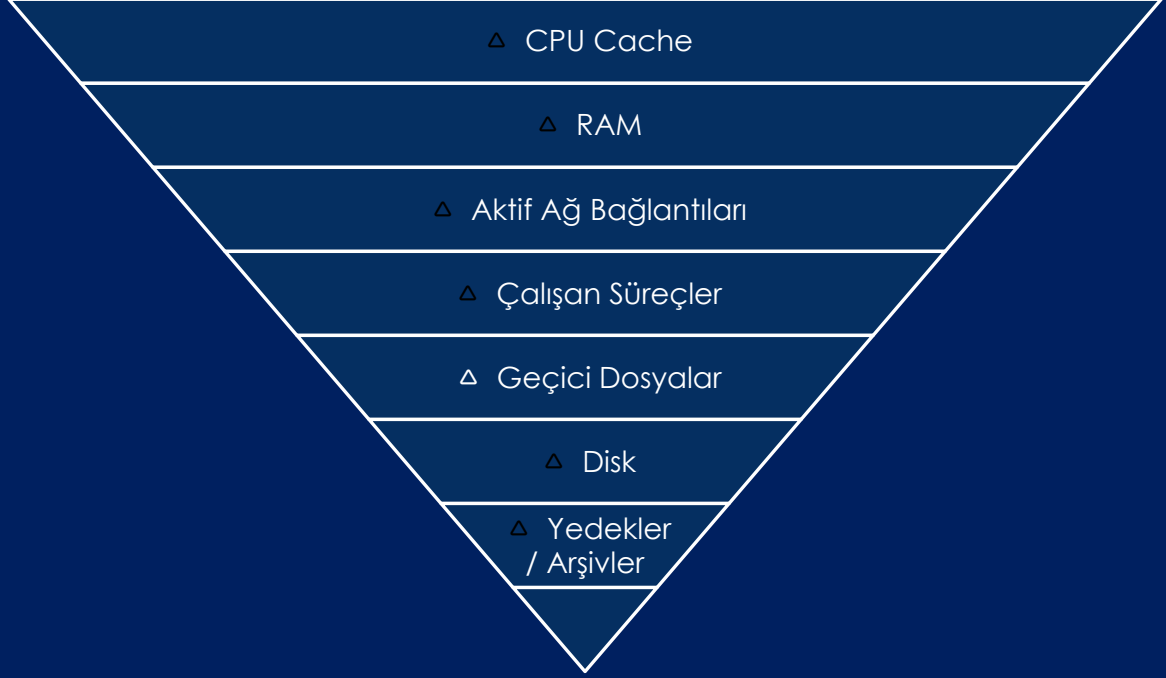 CPU Cache
RAM
Aktif Ağ Bağlantıları
Çalışan Süreçler
Geçici Dosyalar
Disk
Yedekler
/ Arşivler